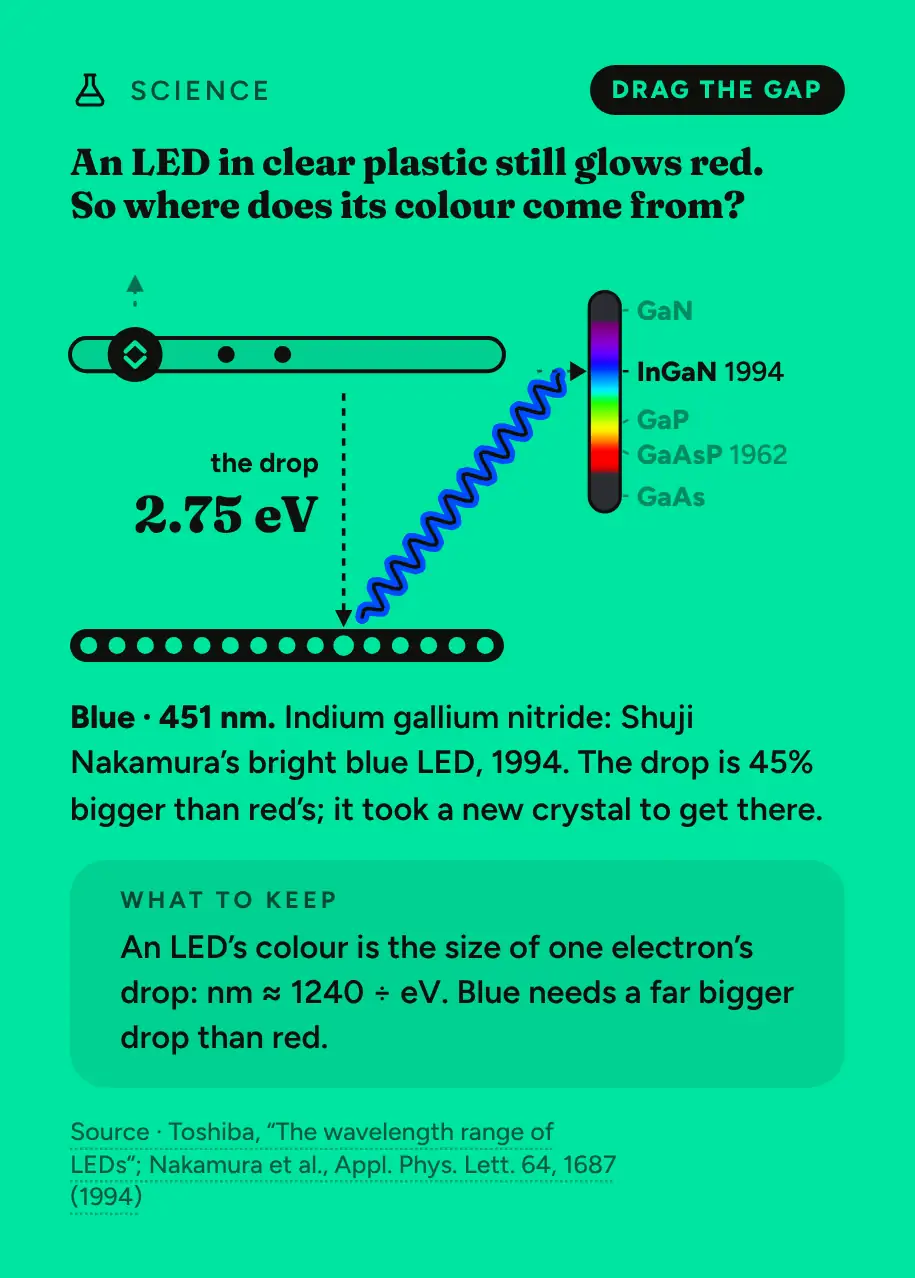 SCIENCE
DRAG THE GAP
An LED in clear plastic still glows red.
So where does its colour come from?
GaN
InGaN 1994
GaP
GaAsP 1962
GaAs
the drop
2.75 eV
Blue · 451 nm. Indium gallium nitride: Shuji
Nakamura’s bright blue LED, 1994. The drop is 45%
bigger than red’s; it took a new crystal to get there.
WHAT TO KEEP
An LED’s colour is the size of one electron’s
drop: nm ≈ 1240 ÷ eV. Blue needs a far bigger
drop than red.
Source · Toshiba, “The wavelength range of
LEDs”; Nakamura et al., Appl. Phys. Lett. 64, 1687
(1994)